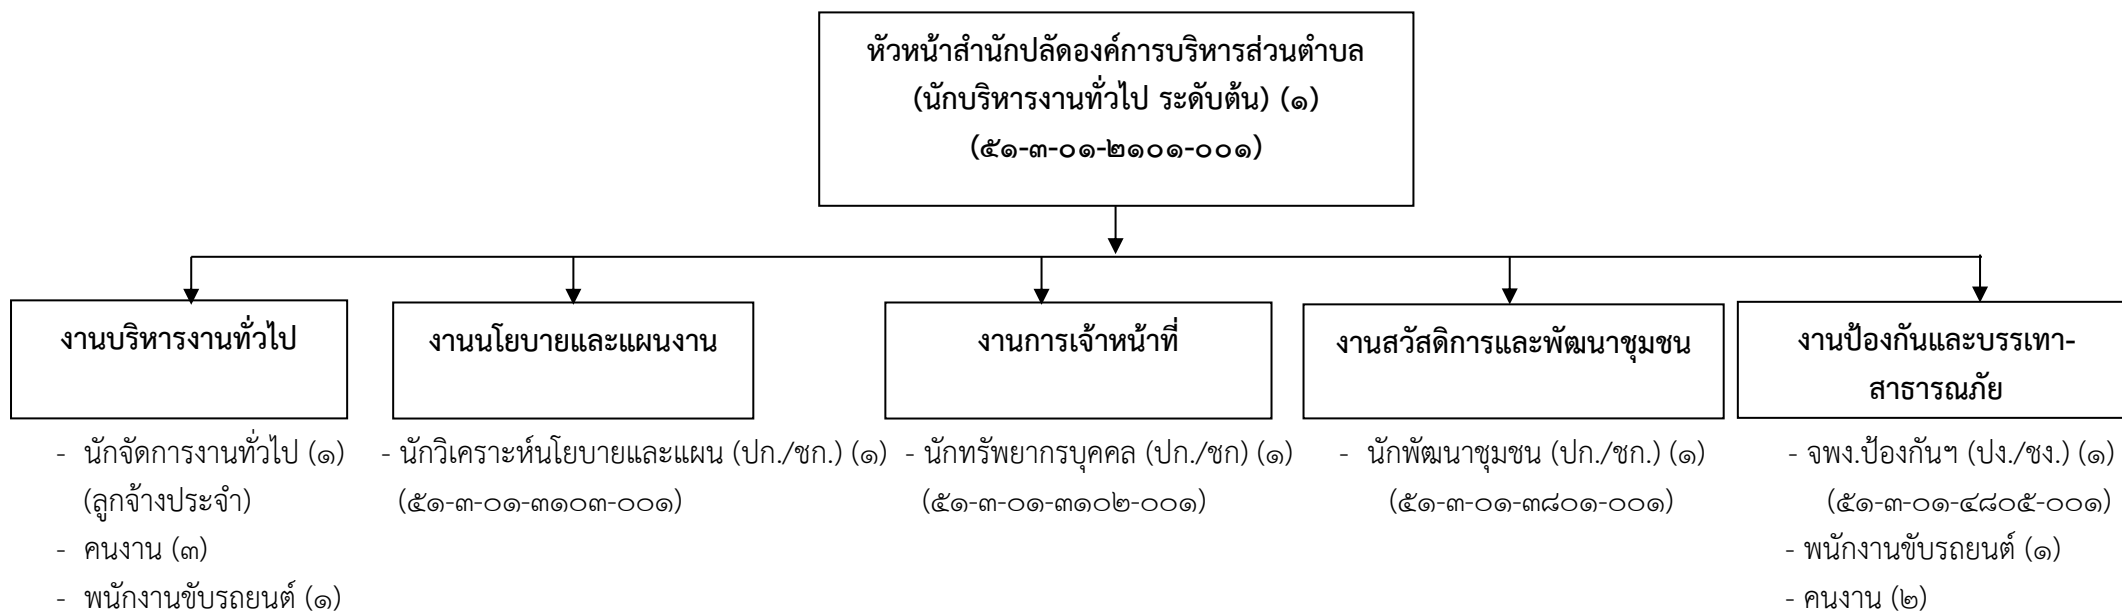 หัวหน้าสำนักปลัดองค์การบริหารส่วนตำบล
(นักบริหารงานทั่วไป ระดับต้น) (๑)
(๕๑-๓-๐๑-๒๑๐๑-๐๐๑)
งานบริหารงานทั่วไป
- นักจัดการงานทั่วไป (๑)
(ลูกจ้างประจำ)
- คนงาน (๓)
- พนักงานขับรถยนต์ (๑)
งานนโยบายและแผนงาน
- นักวิเคราะห์นโยบายและแผน (ปก./ชก.) (๑)
(๕๑-๓-๐๑-๓๑๐๓-๐๐๑)
งานการเจ้าหน้าที่
- นักทรัพยากรบุคคล (ปก./ชก) (๑)
(๕๑-๓-๐๑-๓๑๐๒-๐๐๑)
งานสวัสดิการและพัฒนาชุมชน
- นักพัฒนาชุมชน (ปก./ชก.) (๑)
(๕๑-๓-๐๑-๓๘๐๑-๐๐๑)
งานป้องกันและบรรเทา-
สาธารณภัย
- จพง.ป้องกันฯ (ปง./ชง.) (๑)
(๕๑-๓-๐๑-๔๘๐๕-๐๐๑)
- พนักงานขับรถยนต์ (๑)
- คนงาน (๒)